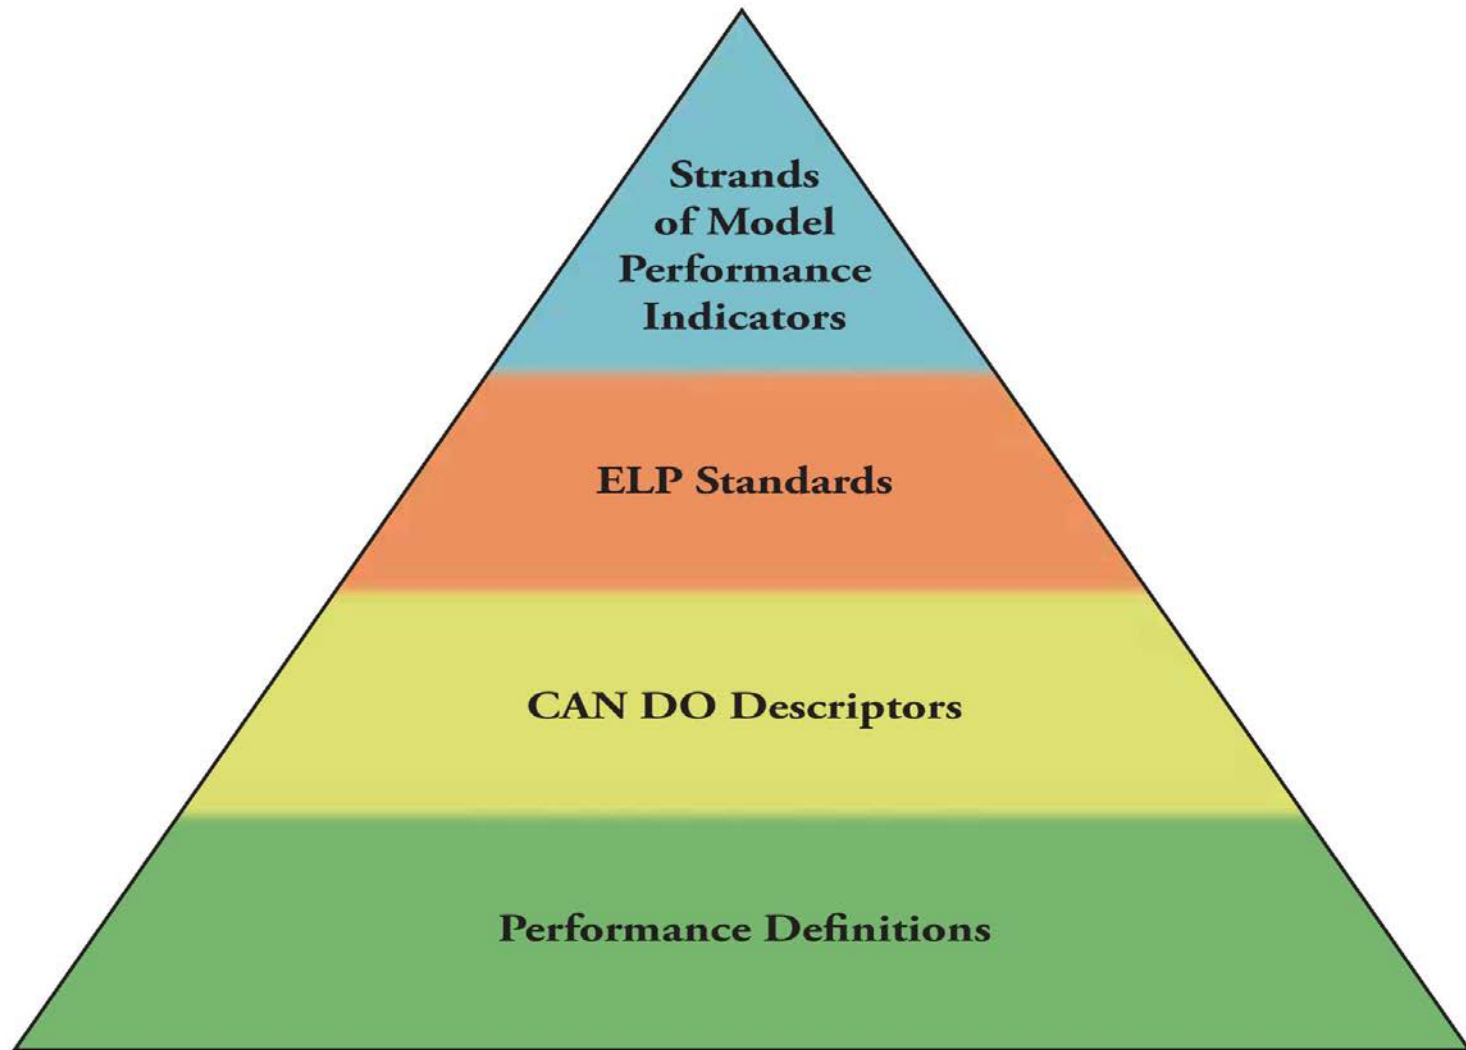 Strands
of Model
Performance
Indicators
ELP Standards
CAN DO Descriptors
Performance Definitions